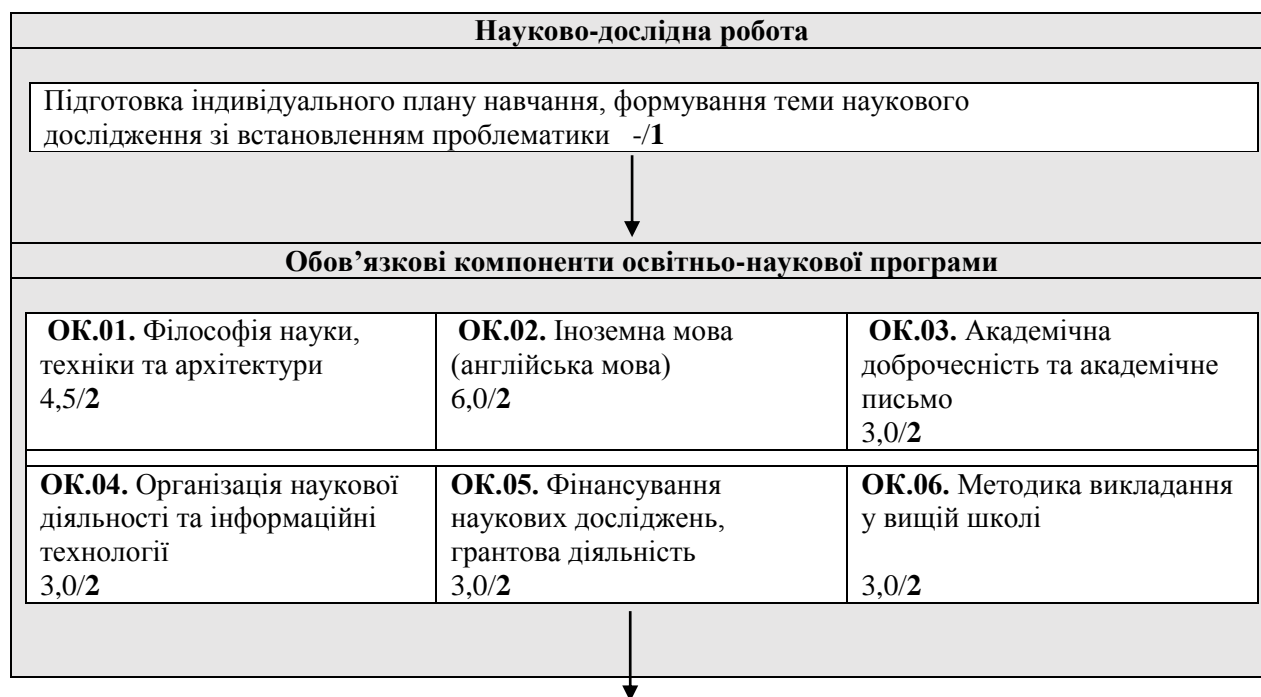 Науково-дослідна робота
Підготовка індивідуального плану навчання, формування теми наукового
дослідження зі встановленням проблематики -/1
Обов’язкові компоненти освітньо-наукової програми
ОК.01. Філософія науки,
техніки та архітектури
4,5/2
ОК.02. Іноземна мова
(англійська мова)
6,0/2
ОК.03. Академічна
доброчесність та академічне
письмо
3,0/2
ОК.04. Організація наукової
діяльності та інформаційні
технології
3,0/2
ОК.05. Фінансування
наукових досліджень,
грантова діяльність
3,0/2
ОК.06. Методика викладання
у вищій школі
3,0/2